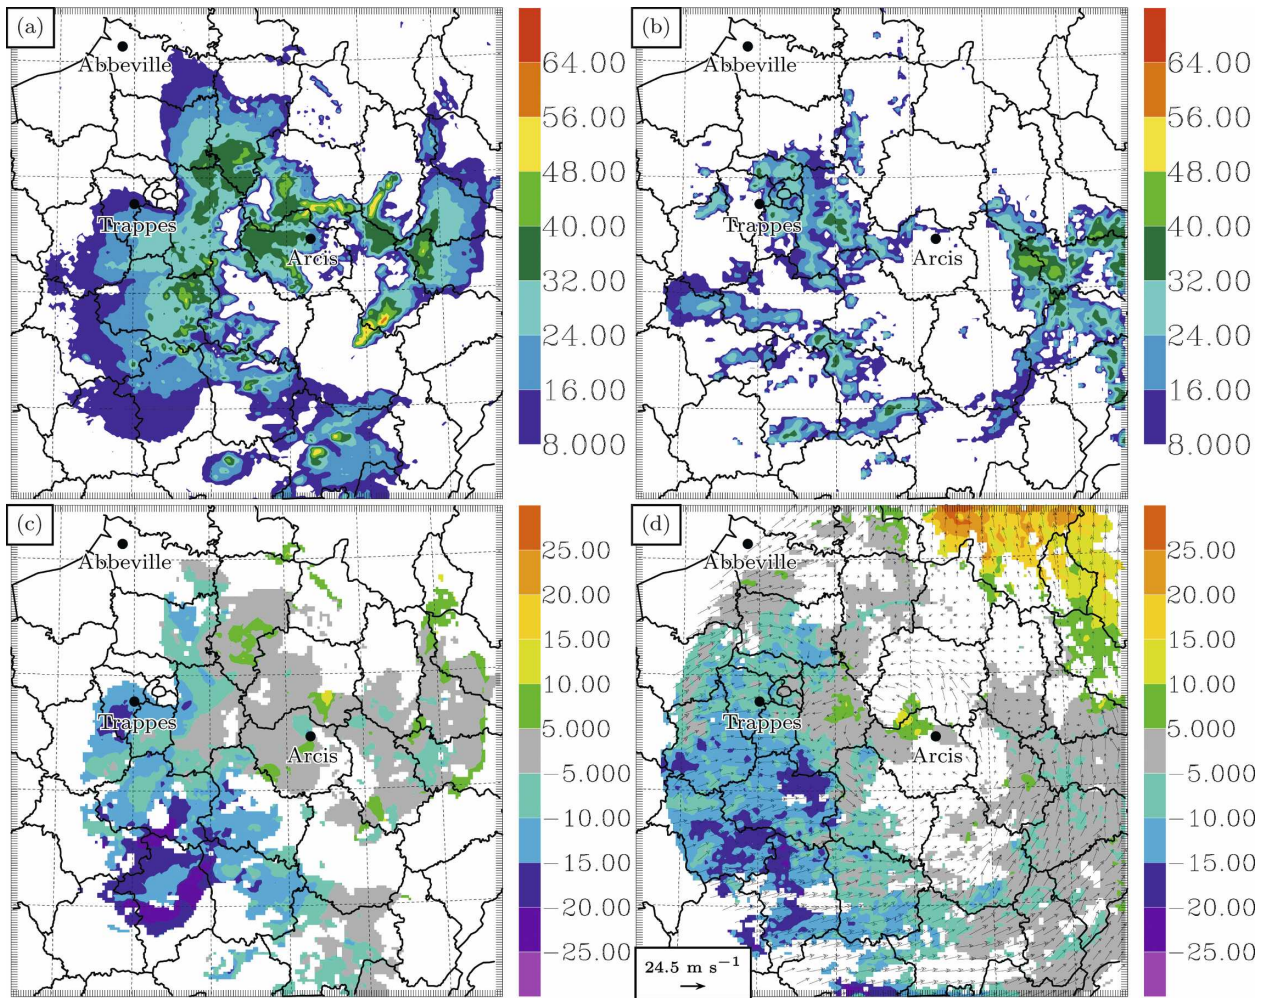 (a)
Abbeville
Trappes
Arcis
64.00
56.00
48.00
40.00
32.00
24.00
16.00
8.000
(b)
Abbeville
Trappes
Arcis
64.00
56.00
48.00
40.00
32.00
24.00
16.00
8.000
(c)
Abbeville
Trappes
Arcis
25.00
20.00
15.00
10.00
5.000
−5.000
−10.00
−15.00
−20.00
−25.00
(d)
Abbeville
Trappes
Arcis
24.5 m s⁻¹
25.00
20.00
15.00
10.00
5.000
−5.000
−10.00
−15.00
−20.00
−25.00